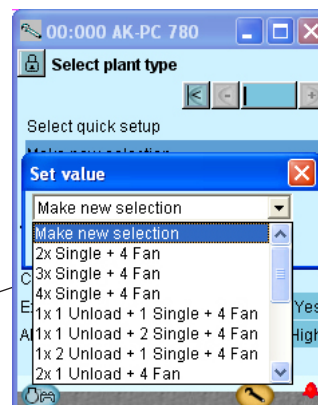 00:000 AK-PC 780
Select plant type
Select quick setup
Make new selection
Set value
Make new selection
Make new selection
2x Single + 4 Fan
3x Single + 4 Fan
4x Single + 4 Fan
1x 1 Unload + 1 Single + 4 Fan
Yes
1x 1 Unload + 2 Single + 4 Fan
High
1x 2 Unload + 1 Single + 4 Fan
2x 1 Unload + 4 Fan